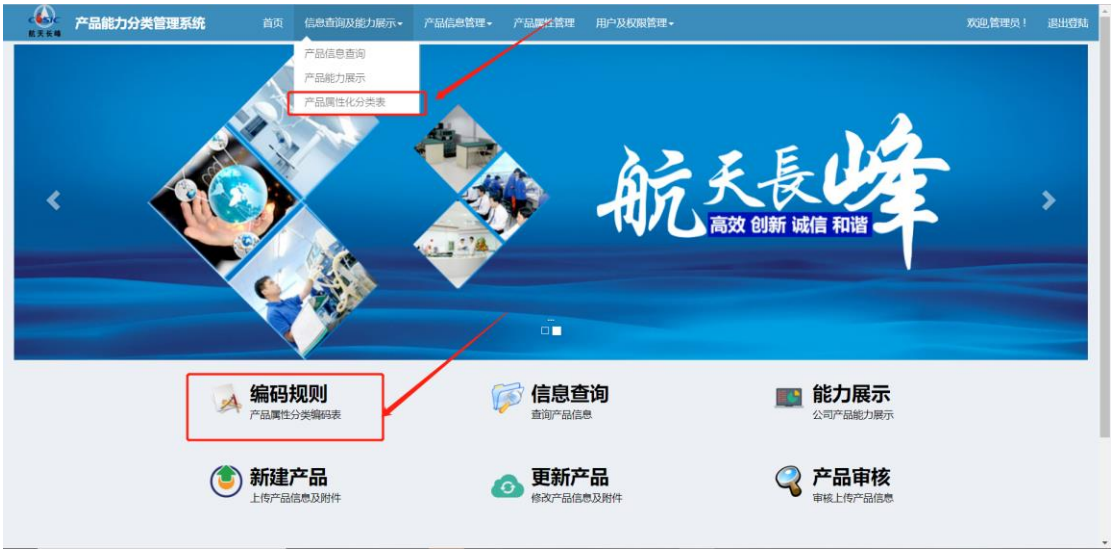 CASIC
航天长峰
产品能力分类管理系统
首页 信息查询及能力展示 产品信息管理 产品属性管理 用户及权限管理 欢迎,管理员！ 退出登陆
产品信息查询
产品能力展示
产品属性化分类表
航天長峰
高效 创新 诚信 和谐
编码规则
产品属性分类编码表
信息查询
查询产品信息
能力展示
公司产品能力展示
新建产品
上传产品信息及附件
更新产品
修改产品信息及附件
产品审核
审核上传产品信息